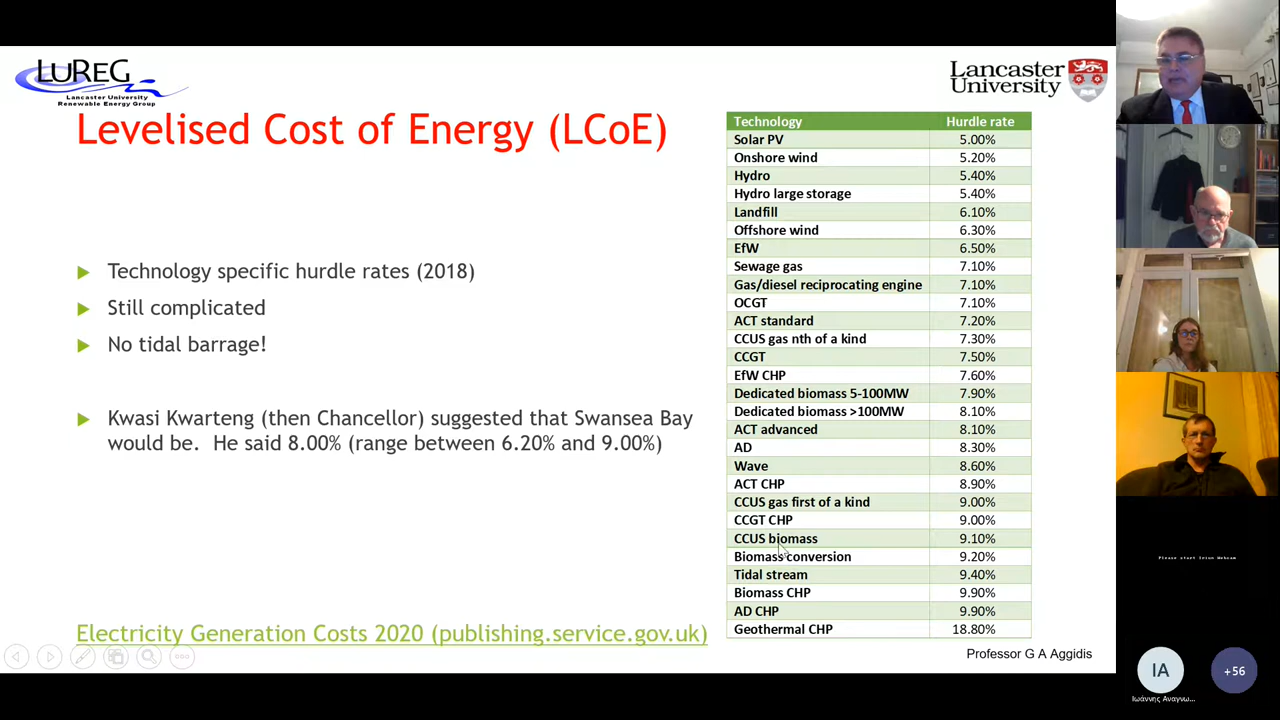 LUREG
Lancaster University
Renewable Energy Group
Lancaster
University
Levelised Cost of Energy (LCoE)
Technology specific hurdle rates (2018)
Still complicated
No tidal barrage!
Kwasi Kwarteng (then Chancellor) suggested that Swansea Bay
would be. He said 8.00% (range between 6.20% and 9.00%)
Electricity Generation Costs 2020 (publishing.service.gov.uk)
Technology Hurdle rate
Solar PV 5.00%
Onshore wind 5.20%
Hydro 5.40%
Hydro large storage 5.40%
Landfill 6.10%
Offshore wind 6.30%
EfW 6.50%
Sewage gas 7.10%
Gas/diesel reciprocating engine 7.10%
OCGT 7.10%
ACT standard 7.20%
CCUS gas nth of a kind 7.30%
CCGT 7.50%
EfW CHP 7.60%
Dedicated biomass 5-100MW 7.90%
Dedicated biomass >100MW 8.10%
ACT advanced 8.10%
AD 8.30%
Wave 8.60%
ACT CHP 8.90%
CCUS gas first of a kind 9.00%
CCGT CHP 9.00%
CCUS biomass 9.10%
Biomass conversion 9.20%
Tidal stream 9.40%
Biomass CHP 9.90%
AD CHP 9.90%
Geothermal CHP 18.80%
Professor G A Aggidis
Please start Iriun Webcam
IA
+56
Ιωάννης Αναγνω...